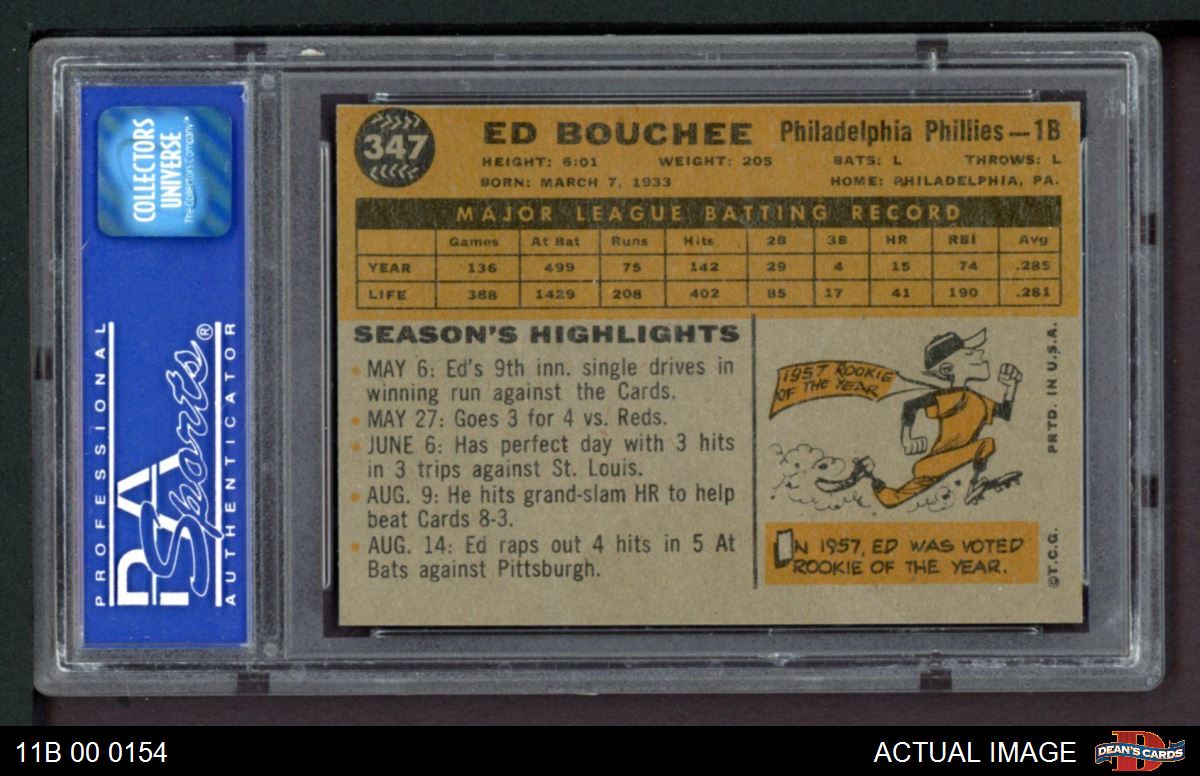 COLLECTORS
UNIVERSE
The Collectors Company™
PROFESSIONAL
PSA
Sports®
AUTHENTICATOR
347
ED BOUCHEE Philadelphia Phillies—1B
HEIGHT: 6:01 WEIGHT: 205 BATS: L THROWS: L
BORN: MARCH 7, 1933 HOME: PHILADELPHIA, PA.
MAJOR LEAGUE BATTING RECORD
Games At Bat Runs Hits 2B 3B HR RBI Avg
YEAR 136 499 75 142 29 4 15 74 .285
LIFE 388 1429 208 402 85 17 41 190 .281
SEASON'S HIGHLIGHTS
• MAY 6: Ed's 9th inn. single drives in
winning run against the Cards.
• MAY 27: Goes 3 for 4 vs. Reds.
• JUNE 6: Has perfect day with 3 hits
in 3 trips against St. Louis.
• AUG. 9: He hits grand-slam HR to help
beat Cards 8-3.
• AUG. 14: Ed raps out 4 hits in 5 At
Bats against Pittsburgh.
1957 ROOKIE
OF THE YEAR
IN 1957, ED WAS VOTED
ROOKIE OF THE YEAR.
©T.C.G. PRTD. IN U.S.A.
11B 00 0154
ACTUAL IMAGE
D
DEAN'S CARDS